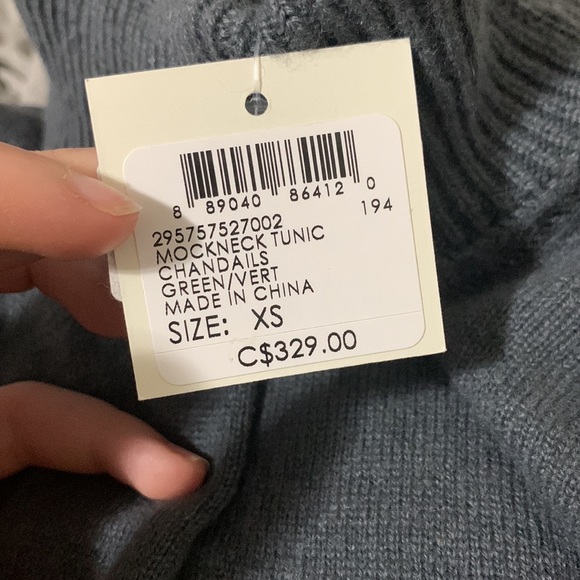 8 89040 86412 0
194
295757527002
MOCKNECK TUNIC
CHANDAILS
GREEN/VERT
MADE IN CHINA
SIZE: XS
C$329.00